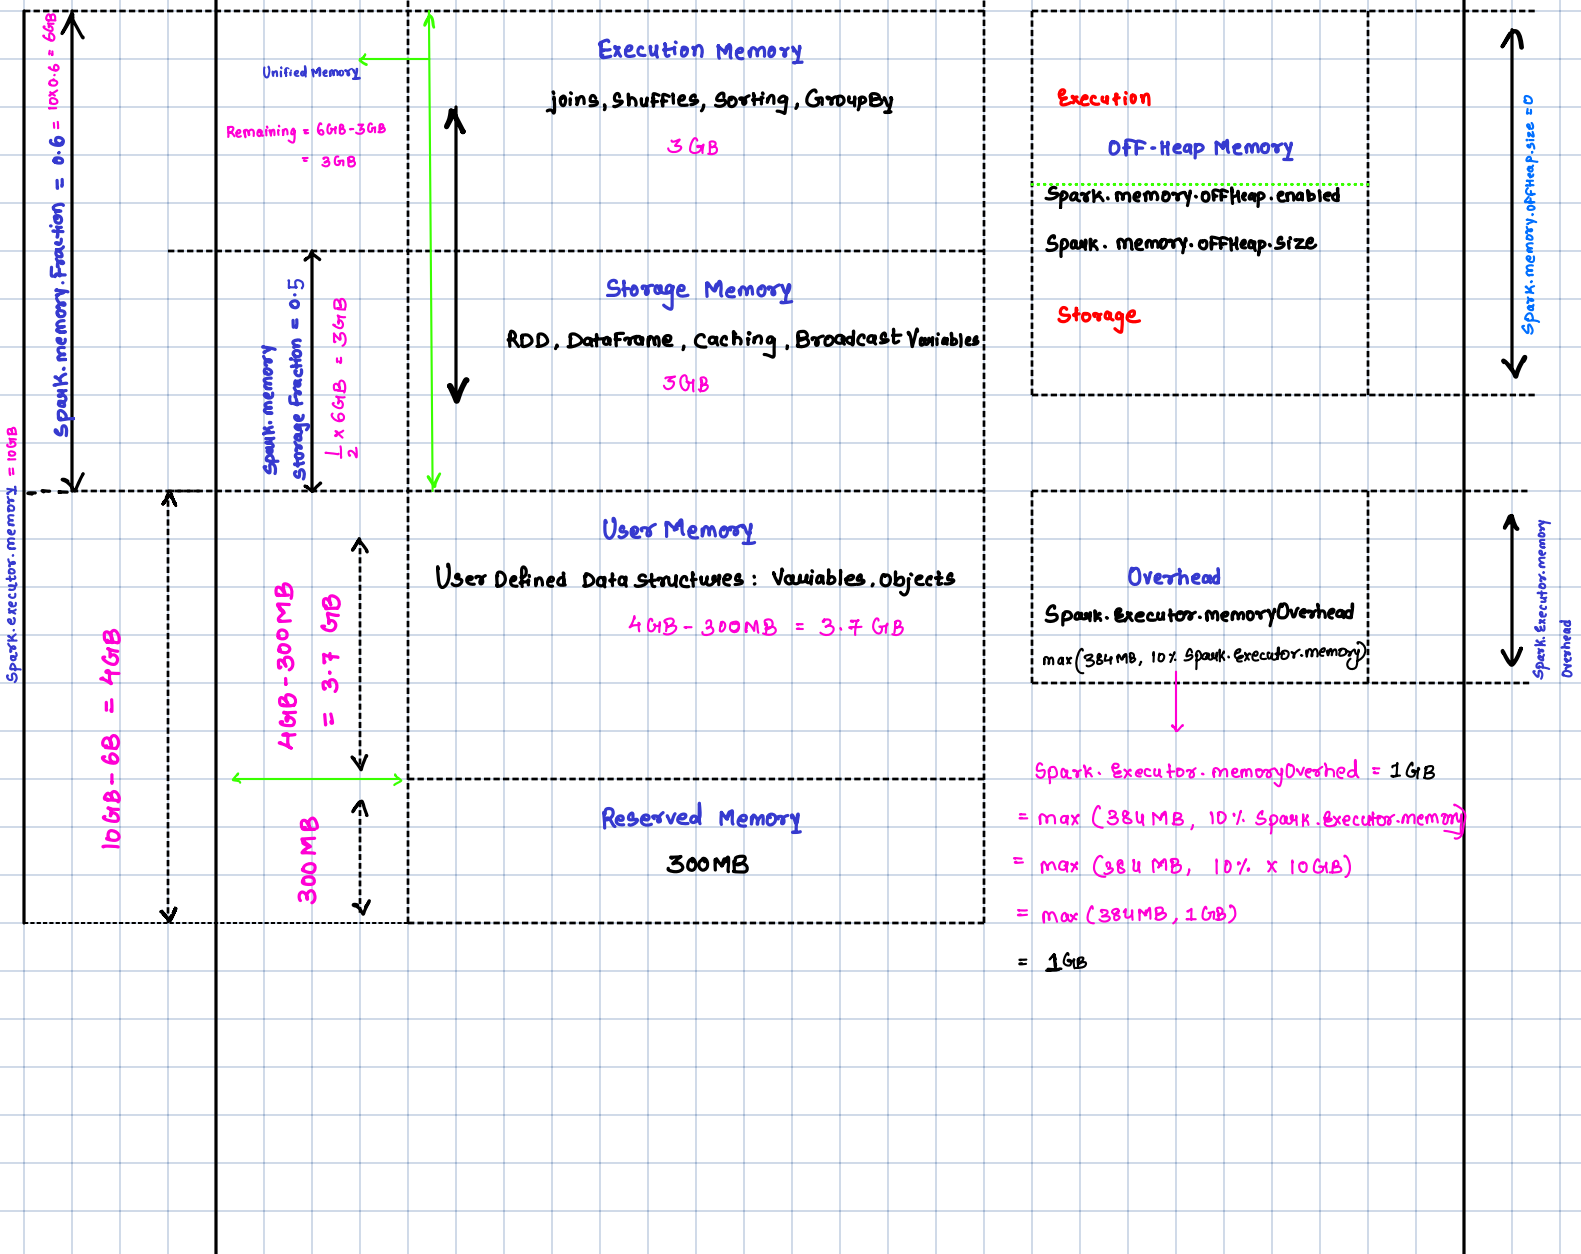 Spark.executor.memory = 10GB
Spark.memory.Fraction = 0.6 = 10x0.6 = 6GB
10GB - 6B = 4GB
Unified Memory
Remaining = 6GB-3GB
= 3GB
Spark.memory
Storage Fraction = 0.5
1/2 x 6GB = 3GB
4GB-300MB
= 3.7 GB
300MB
Execution Memory
joins, Shuffles, Sorting, GroupBy
3 GB
Storage Memory
RDD, DataFrame, Caching, Broadcast Variables
3GB
User Memory
User Defined Data structures: Variables, objects
4GB - 300MB = 3.7 GB
Reserved Memory
300MB
Execution
OFF-Heap Memory
Spark.memory.OFFHeap.enabled
Spark.memory.OFFHeap.Size
Storage
Spark.memory.OFFHeap.size = 0
Overhead
Spark.Executor.memoryOverhead
max(384MB, 10% Spark.Executor.memory)
Spark.Executor.memory
Overhead
Spark.Executor.memoryOverhed = 1GB
= max (384MB, 10% Spark.Executor.memory)
= max (384 MB, 10% x 10GB)
= max (384MB, 1GB)
= 1GB